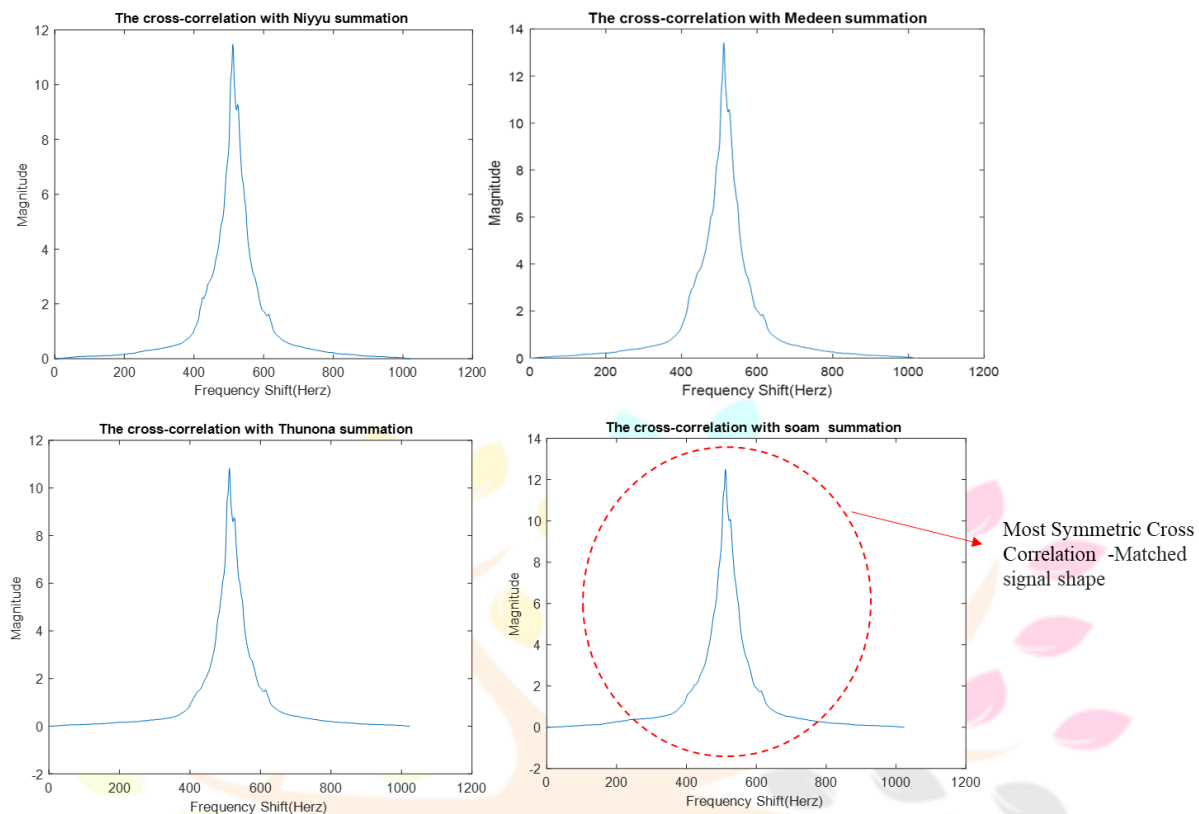 The cross-correlation with Niyyu summation
12
10
8
6
4
2
0
Magnitude
0 200 400 600 800 1000 1200
Frequency Shift(Herz)
The cross-correlation with Medeen summation
14
12
10
8
6
4
2
0
Magnitude
0 200 400 600 800 1000 1200
Frequency Shift(Herz)
The cross-correlation with Thunona summation
12
10
8
6
4
2
0
-2
Magnitude
0 200 400 600 800 1000 1200
Frequency Shift(Herz)
The cross-correlation with soam summation
14
12
10
8
6
4
2
0
-2
Magnitude
0 200 400 600 800 1000 1200
Frequency Shift(Herz)
Most Symmetric Cross
Correlation -Matched
signal shape